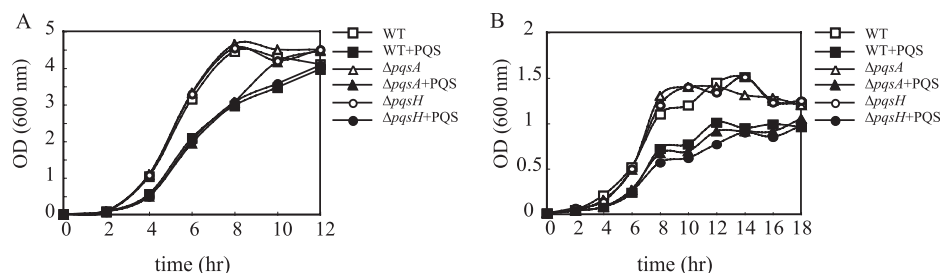 A
B
OD (600 nm)
5
4
3
2
1
0
0 2 4 6 8 10 12
time (hr)
WT
WT+PQS
ΔpqsA
ΔpqsA+PQS
ΔpqsH
ΔpqsH+PQS
OD (600 nm)
2
1.5
1
0.5
0
0 2 4 6 8 10 12 14 16 18
time (hr)
WT
WT+PQS
ΔpqsA
ΔpqsA+PQS
ΔpqsH
ΔpqsH+PQS